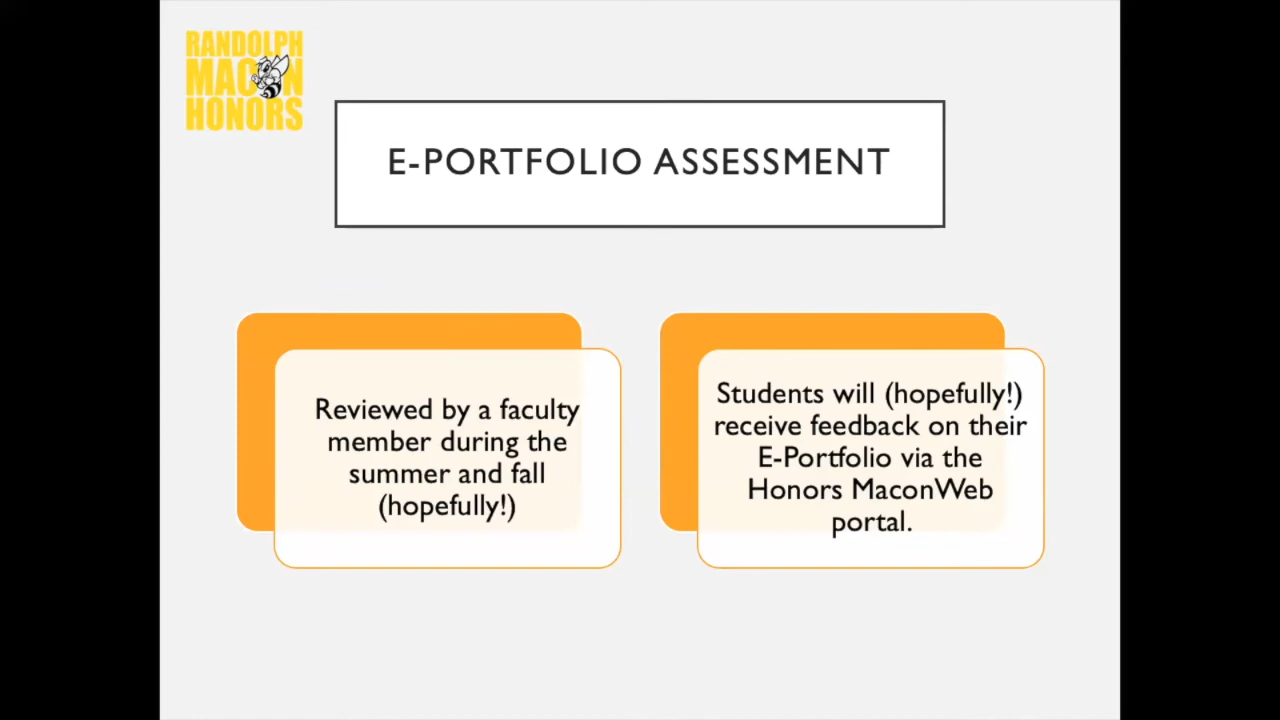 RANDOLPH
MACON
HONORS
E-PORTFOLIO ASSESSMENT
Reviewed by a faculty
member during the
summer and fall
(hopefully!)
Students will (hopefully!)
receive feedback on their
E-Portfolio via the
Honors MaconWeb
portal.